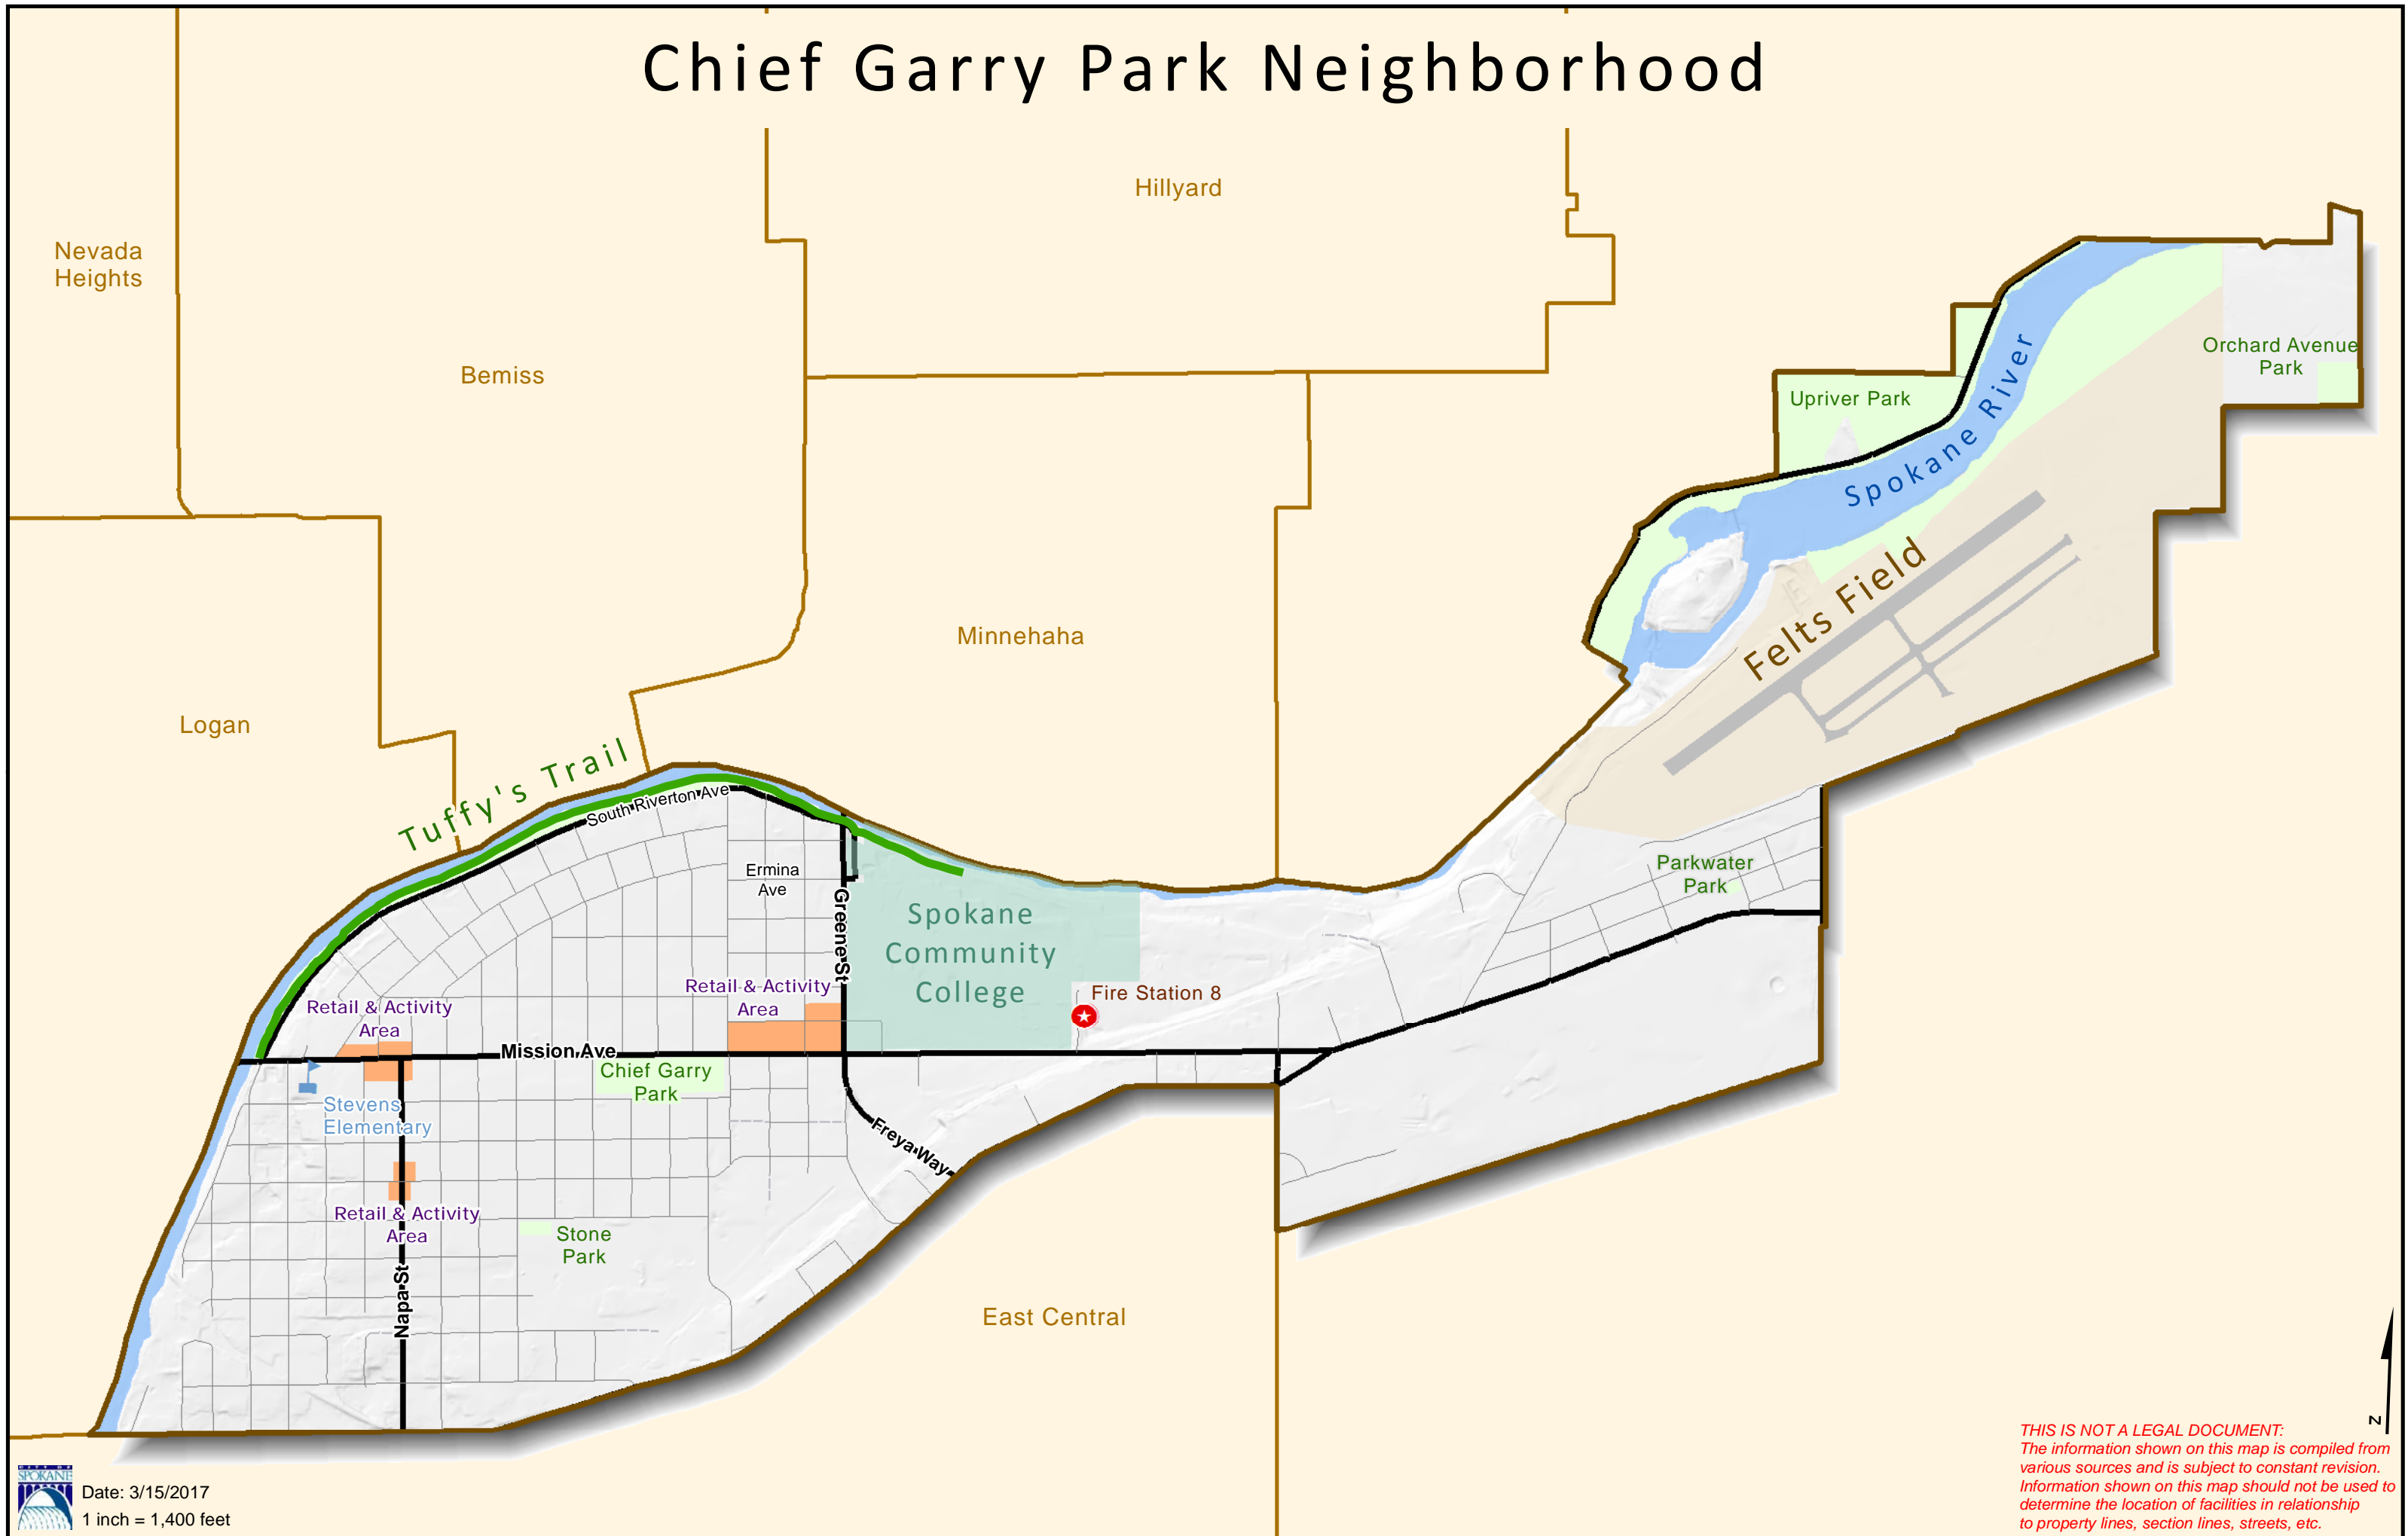 Chief Garry Park Neighborhood
Hillyard
Nevada
Heights
Bemiss
Orchard Avenue
Park
Upriver Park
Spokane River
Felts Field
Minnehaha
Logan
Tuffy's Trail
South Riverton Ave
Ermina
Ave
Greene St
Parkwater
Park
Spokane
Community
College
Retail & Activity
Area
Fire Station 8
Retail & Activity
Area
Mission Ave
Chief Garry
Park
Stevens
Elementary
Freya Way
Retail & Activity
Area
Stone
Park
Napa St
East Central
N
CITY OF
SPOKANE
Date: 3/15/2017
1 inch = 1,400 feet
THIS IS NOT A LEGAL DOCUMENT:
The information shown on this map is compiled from
various sources and is subject to constant revision.
Information shown on this map should not be used to
determine the location of facilities in relationship
to property lines, section lines, streets, etc.